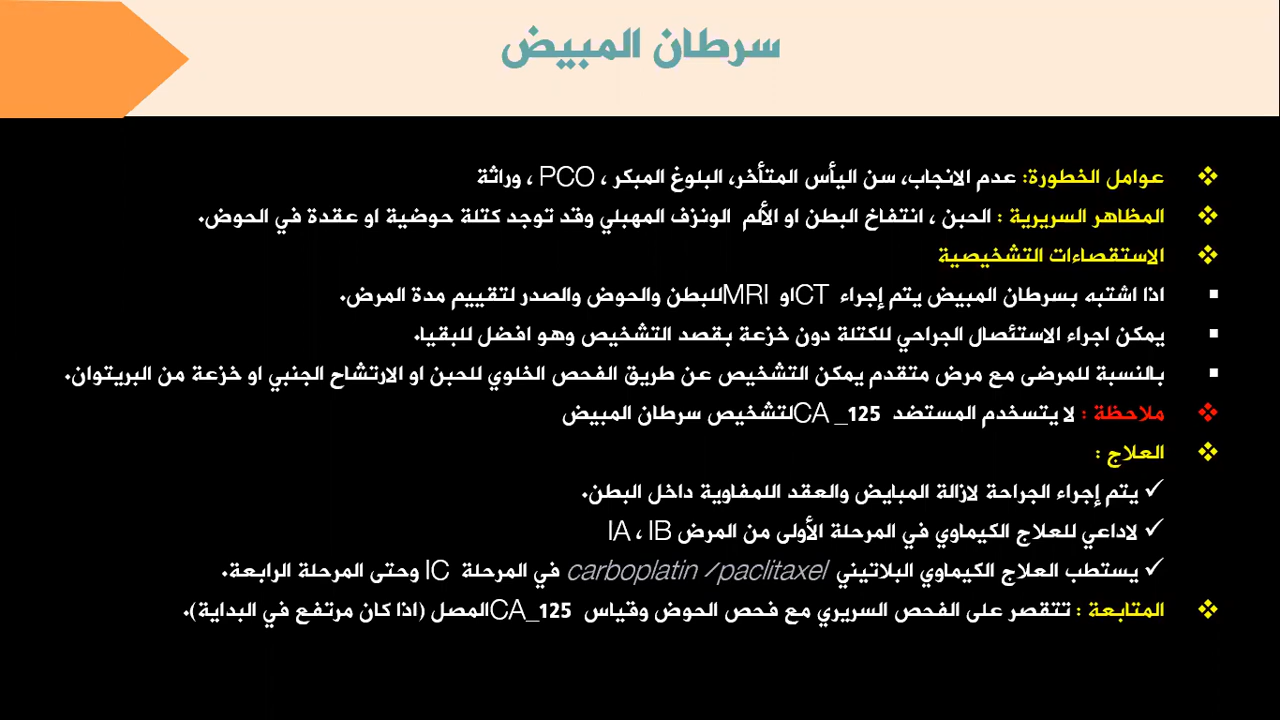 سرطان المبيض
❖ عوامل الخطورة: عدم الانجاب، سن اليأس المتأخر، البلوغ المبكر ، PCO ، وراثة
❖ المظاهر السريرية : الحبن ، انتفاخ البطن او الألم الونزف المهبلي وقد توجد كتلة حوضية او عقدة في الحوض.
❖ الاستقصاءات التشخيصية
▪ اذا اشتبه بسرطان المبيض يتم إجراء CT او MRI للبطن والحوض والصدر لتقييم مدة المرض.
▪ يمكن اجراء الاستئصال الجراحي للكتلة دون خزعة بقصد التشخيص وهو افضل للبقيا.
▪ بالنسبة للمرضى مع مرض متقدم يمكن التشخيص عن طريق الفحص الخلوي للحبن او الارتشاح الجنبي او خزعة من البريتوان.
❖ ملاحظة : لا يتسخدم المستضد CA _125 لتشخيص سرطان المبيض
❖ العلاج :
✓ يتم إجراء الجراحة لازالة المبايض والعقد اللمفاوية داخل البطن.
✓ لاداعي للعلاج الكيماوي في المرحلة الأولى من المرض IA ، IB
✓ يستطب العلاج الكيماوي البلاتيني carboplatin /paclitaxel في المرحلة IC وحتى المرحلة الرابعة.
❖ المتابعة : تتقصر على الفحص السريري مع فحص الحوض وقياس CA_125 المصل (اذا كان مرتفع في البداية).